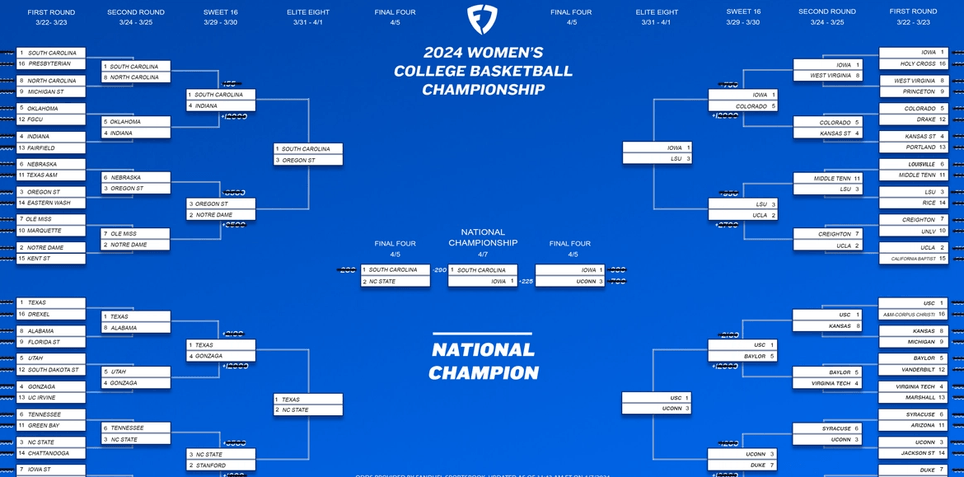 FIRST ROUND
3/22- 3/23
SECOND ROUND
3/24 - 3/25
SWEET 16
3/29 - 3/30
ELITE EIGHT
3/31 - 4/1
FINAL FOUR
4/5
FINAL FOUR
4/5
ELITE EIGHT
3/31 - 4/1
SWEET 16
3/29 - 3/30
SECOND ROUND
3/24 - 3/25
FIRST ROUND
3/22 - 3/23
2024 WOMEN'S
COLLEGE BASKETBALL
CHAMPIONSHIP
1 SOUTH CAROLINA
16 PRESBYTERIAN
8 NORTH CAROLINA
9 MICHIGAN ST
5 OKLAHOMA
12 FGCU
4 INDIANA
13 FAIRFIELD
6 NEBRASKA
11 TEXAS A&M
3 OREGON ST
14 EASTERN WASH
7 OLE MISS
10 MARQUETTE
2 NOTRE DAME
15 KENT ST
1 SOUTH CAROLINA
8 NORTH CAROLINA
5 OKLAHOMA
4 INDIANA
6 NEBRASKA
3 OREGON ST
7 OLE MISS
2 NOTRE DAME
1 SOUTH CAROLINA
4 INDIANA
3 OREGON ST
2 NOTRE DAME
1 SOUTH CAROLINA
3 OREGON ST
IOWA 1
LSU 3
IOWA 1
COLORADO 5
LSU 3
UCLA 2
IOWA 1
WEST VIRGINIA 8
COLORADO 5
KANSAS ST 4
MIDDLE TENN 11
LSU 3
CREIGHTON 7
UCLA 2
IOWA 1
HOLY CROSS 16
WEST VIRGINIA 8
PRINCETON 9
COLORADO 5
DRAKE 12
KANSAS ST 4
PORTLAND 13
LOUISVILLE 6
MIDDLE TENN 11
LSU 3
RICE 14
CREIGHTON 7
UNLV 10
UCLA 2
CALIFORNIA BAPTIST 15
FINAL FOUR
4/5
NATIONAL
CHAMPIONSHIP
4/7
FINAL FOUR
4/5
1 SOUTH CAROLINA
2 NC STATE
-290
1 SOUTH CAROLINA
IOWA 1
+225
IOWA 1
UCONN 3
NATIONAL
CHAMPION
1 TEXAS
16 DREXEL
8 ALABAMA
9 FLORIDA ST
5 UTAH
12 SOUTH DAKOTA ST
4 GONZAGA
13 UC IRVINE
6 TENNESSEE
11 GREEN BAY
3 NC STATE
14 CHATTANOOGA
7 IOWA ST
1 TEXAS
8 ALABAMA
5 UTAH
4 GONZAGA
6 TENNESSEE
3 NC STATE
1 TEXAS
4 GONZAGA
3 NC STATE
2 STANFORD
1 TEXAS
2 NC STATE
USC 1
UCONN 3
USC 1
BAYLOR 5
UCONN 3
DUKE 7
USC 1
KANSAS 8
BAYLOR 5
VIRGINIA TECH 4
SYRACUSE 6
UCONN 3
USC 1
A&M-CORPUS CHRISTI 16
KANSAS 8
MICHIGAN 9
BAYLOR 5
VANDERBILT 12
VIRGINIA TECH 4
MARSHALL 13
SYRACUSE 6
ARIZONA 11
UCONN 3
JACKSON ST 14
DUKE 7